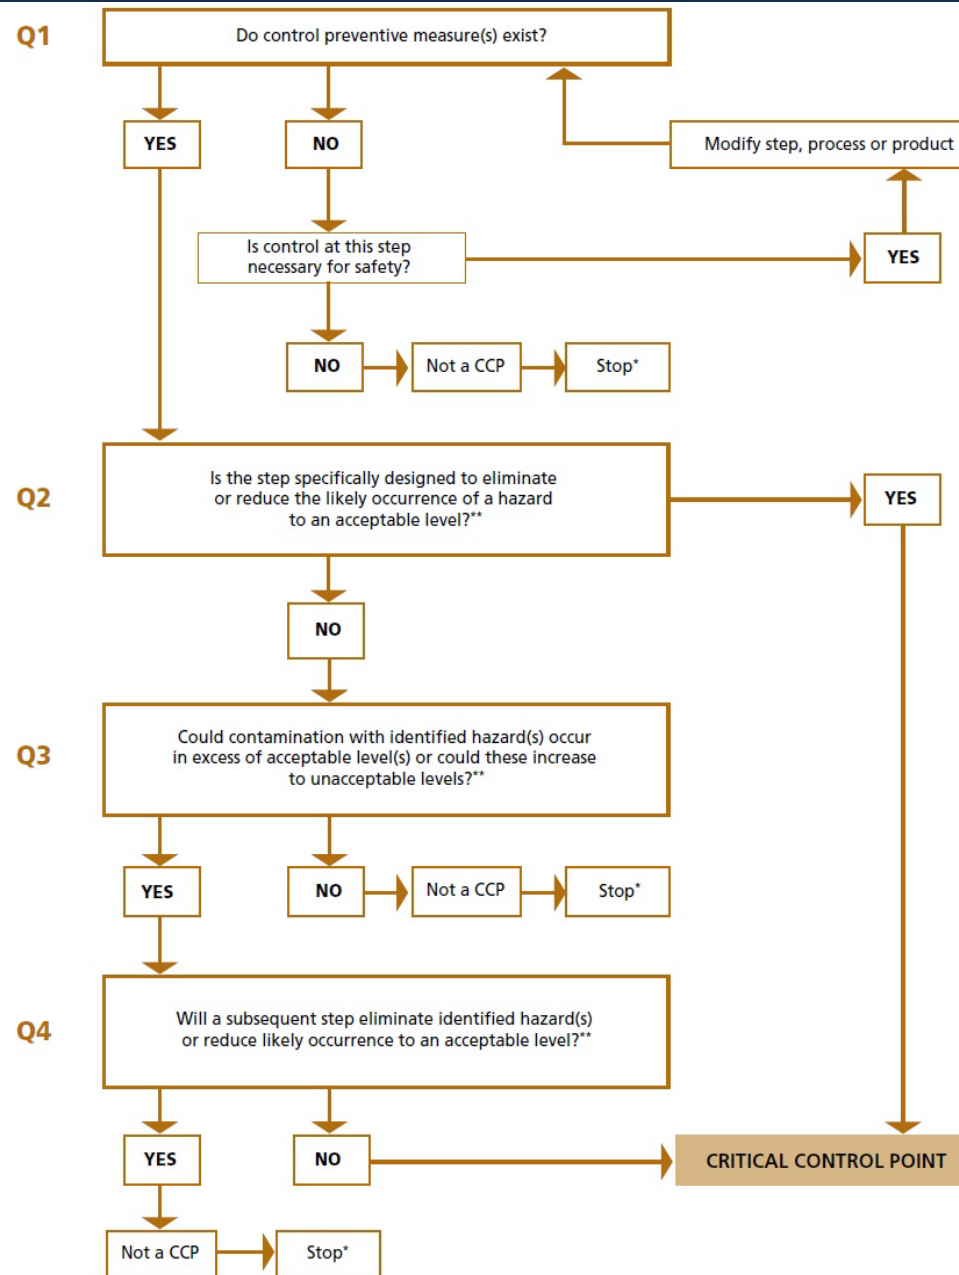 Q1
Do control preventive measure(s) exist?
YES
NO
Modify step, process or product
Is control at this step
necessary for safety?
YES
NO
Not a CCP
Stop*
Q2
Is the step specifically designed to eliminate
or reduce the likely occurrence of a hazard
to an acceptable level?**
YES
NO
Q3
Could contamination with identified hazard(s) occur
in excess of acceptable level(s) or could these increase
to unacceptable levels?**
YES
NO
Not a CCP
Stop*
Q4
Will a subsequent step eliminate identified hazard(s)
or reduce likely occurrence to an acceptable level?**
YES
NO
CRITICAL CONTROL POINT
Not a CCP
Stop*